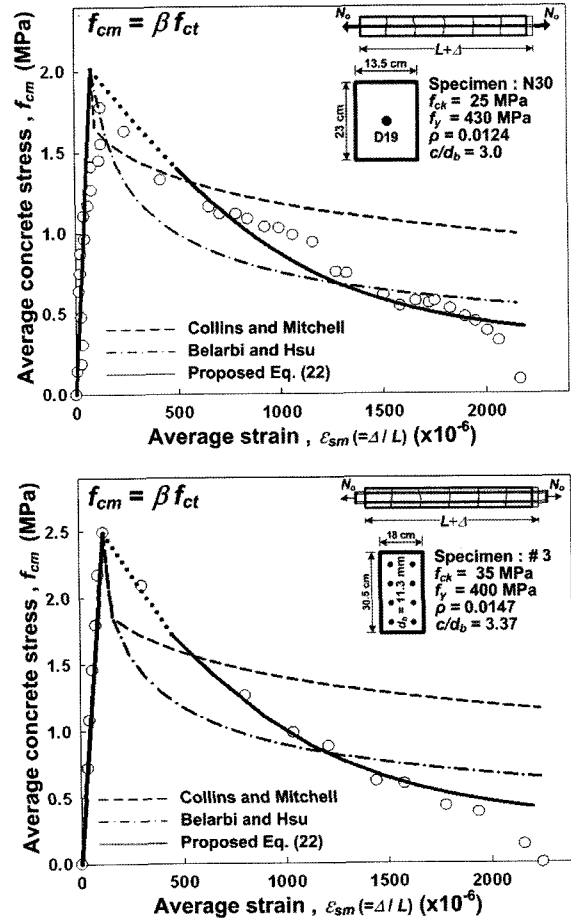 f_cm = β f_ct
N_o
N_o
L+Δ
13.5 cm
23 cm
D19
Specimen : N30
f_ck = 25 MPa
f_y = 430 MPa
ρ = 0.0124
c/d_b = 3.0
Average concrete stress , f_cm (MPa)
2.0
1.5
1.0
0.5
0.0
Collins and Mitchell
Belarbi and Hsu
Proposed Eq. (22)
0 500 1000 1500 2000
Average strain , ε_sm (=Δ / L) (x10⁻⁶)
f_cm = β f_ct
N_o
N_o
L+Δ
18 cm
30.5 cm
d_b = 11.3 mm
Specimen : # 3
f_ck = 35 MPa
f_y = 400 MPa
ρ = 0.0147
c/d_b = 3.37
Average concrete stress , f_cm (MPa)
2.5
2.0
1.5
1.0
0.5
0.0
Collins and Mitchell
Belarbi and Hsu
Proposed Eq. (22)
0 500 1000 1500 2000
Average strain , ε_sm (=Δ / L) (x10⁻⁶)